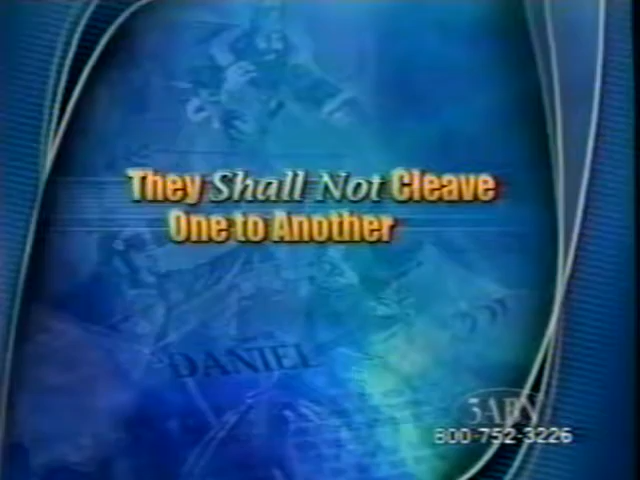 They Shall Not Cleave
One to Another
DANIEL
3ABN
800-752-3226